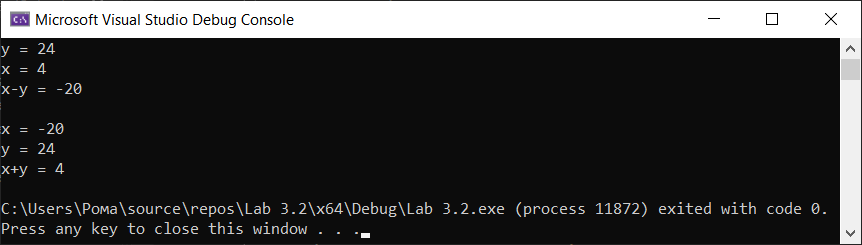 Microsoft Visual Studio Debug Console
y = 24
x = 4
x-y = -20
x = -20
y = 24
x+y = 4
C:\Users\Рома\source\repos\Lab 3.2\x64\Debug\Lab 3.2.exe (process 11872) exited with code 0.
Press any key to close this window . . .